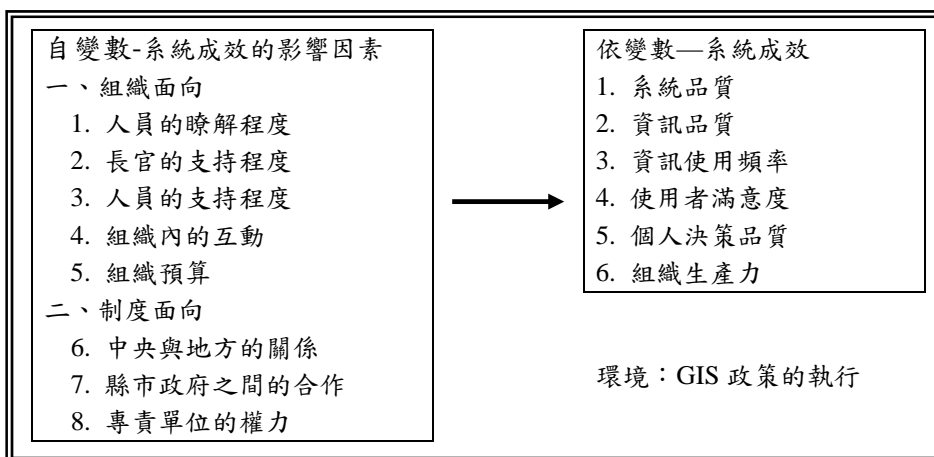 自變數-系統成效的影響因素
一、組織面向
1. 人員的瞭解程度
2. 長官的支持程度
3. 人員的支持程度
4. 組織內的互動
5. 組織預算
二、制度面向
6. 中央與地方的關係
7. 縣市政府之間的合作
8. 專責單位的權力
依變數—系統成效
1. 系統品質
2. 資訊品質
3. 資訊使用頻率
4. 使用者滿意度
5. 個人決策品質
6. 組織生產力
環境：GIS 政策的執行